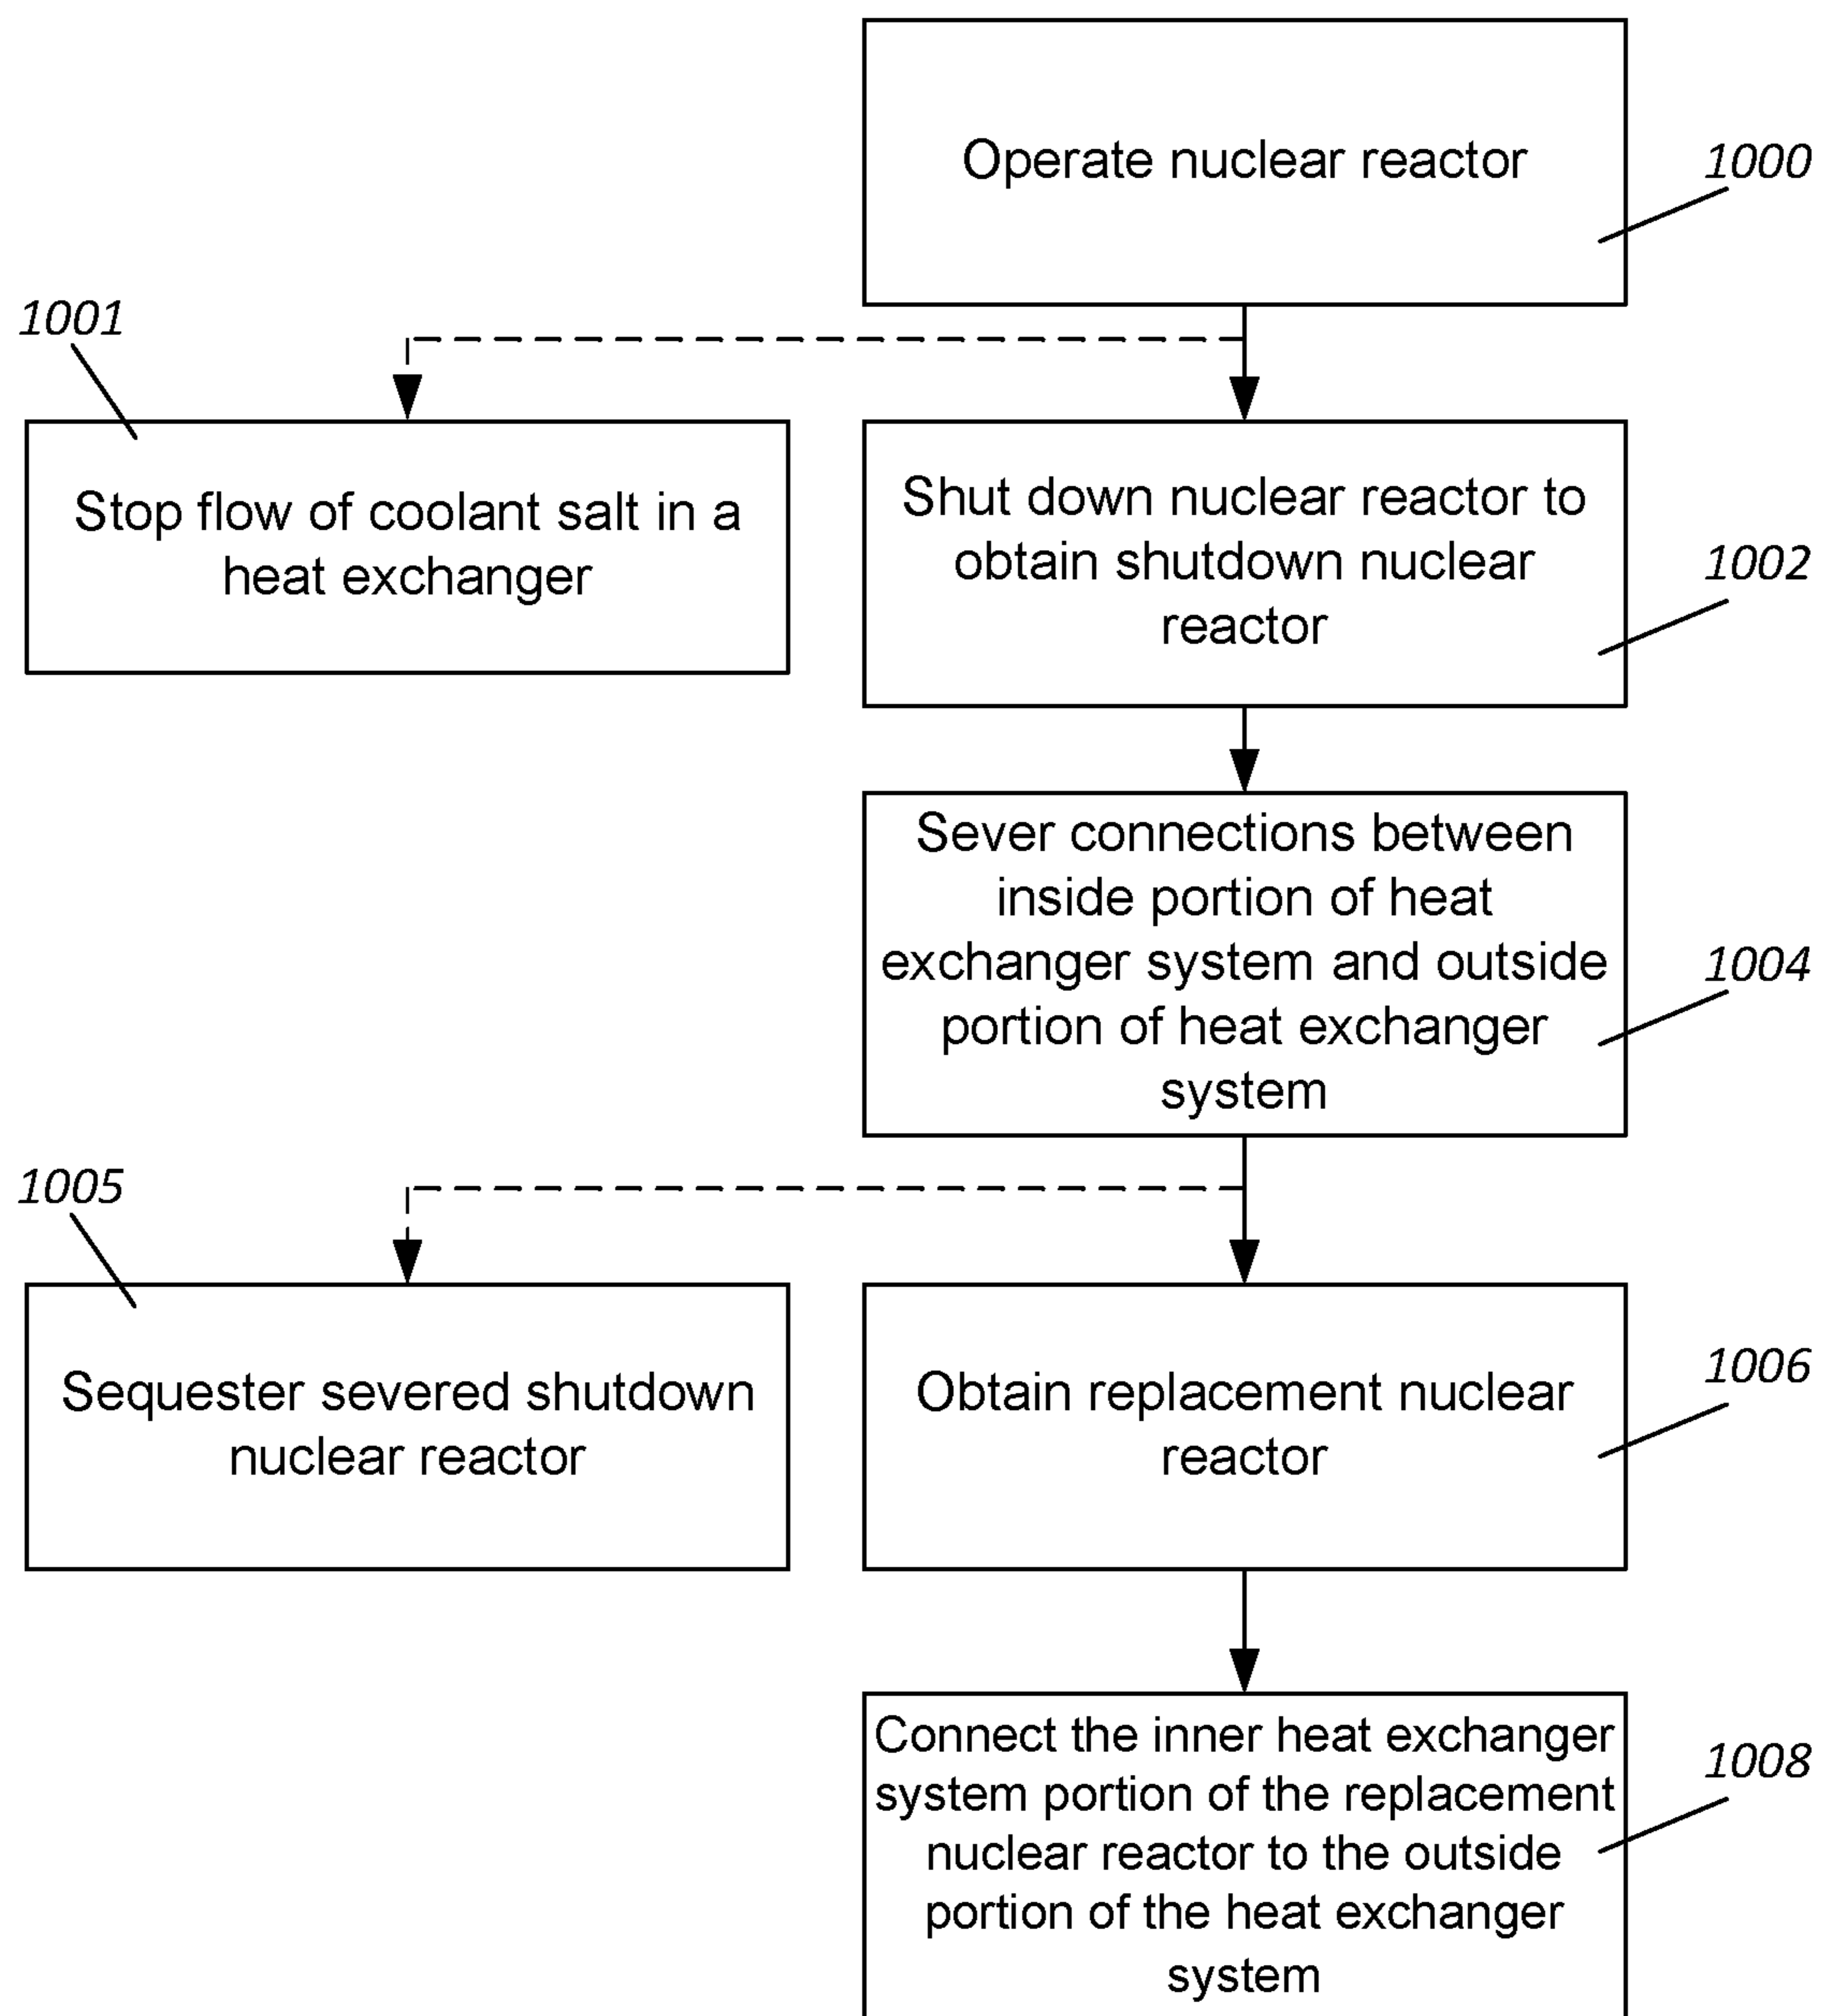 Operate nuclear reactor
1000
1001
Stop flow of coolant salt in a
heat exchanger
Shut down nuclear reactor to
obtain shutdown nuclear
reactor
1002
Sever connections between
inside portion of heat
exchanger system and outside
portion of heat exchanger
system
1004
1005
Sequester severed shutdown
nuclear reactor
Obtain replacement nuclear
reactor
1006
Connect the inner heat exchanger
system portion of the replacement
nuclear reactor to the outside
portion of the heat exchanger
system
1008